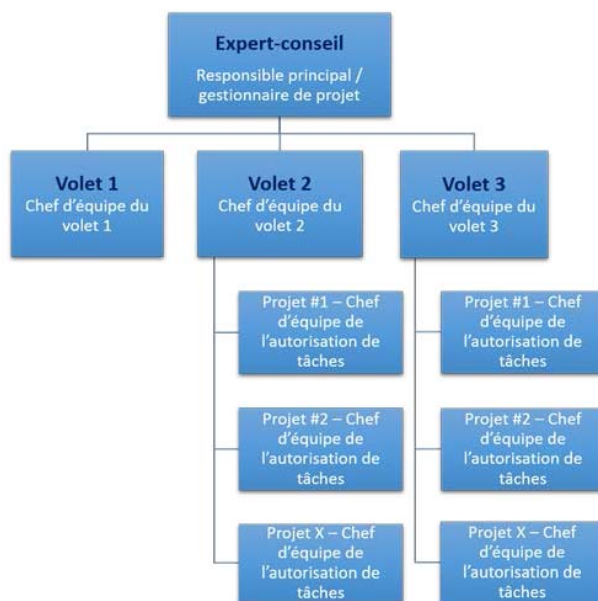 Expert-conseil
Responsible principal /
gestionnaire de projet
Volet 1
Chef d'équipe du
volet 1
Volet 2
Chef d'équipe du
volet 2
Volet 3
Chef d'équipe du
volet 3
Projet #1 – Chef
d'équipe de
l'autorisation de
tâches
Projet #1 – Chef
d'équipe de
l'autorisation de
tâches
Projet #2 – Chef
d'équipe de
l'autorisation de
tâches
Projet #2 – Chef
d'équipe de
l'autorisation de
tâches
Projet X – Chef
d'équipe de
l'autorisation de
tâches
Projet X – Chef
d'équipe de
l'autorisation de
tâches